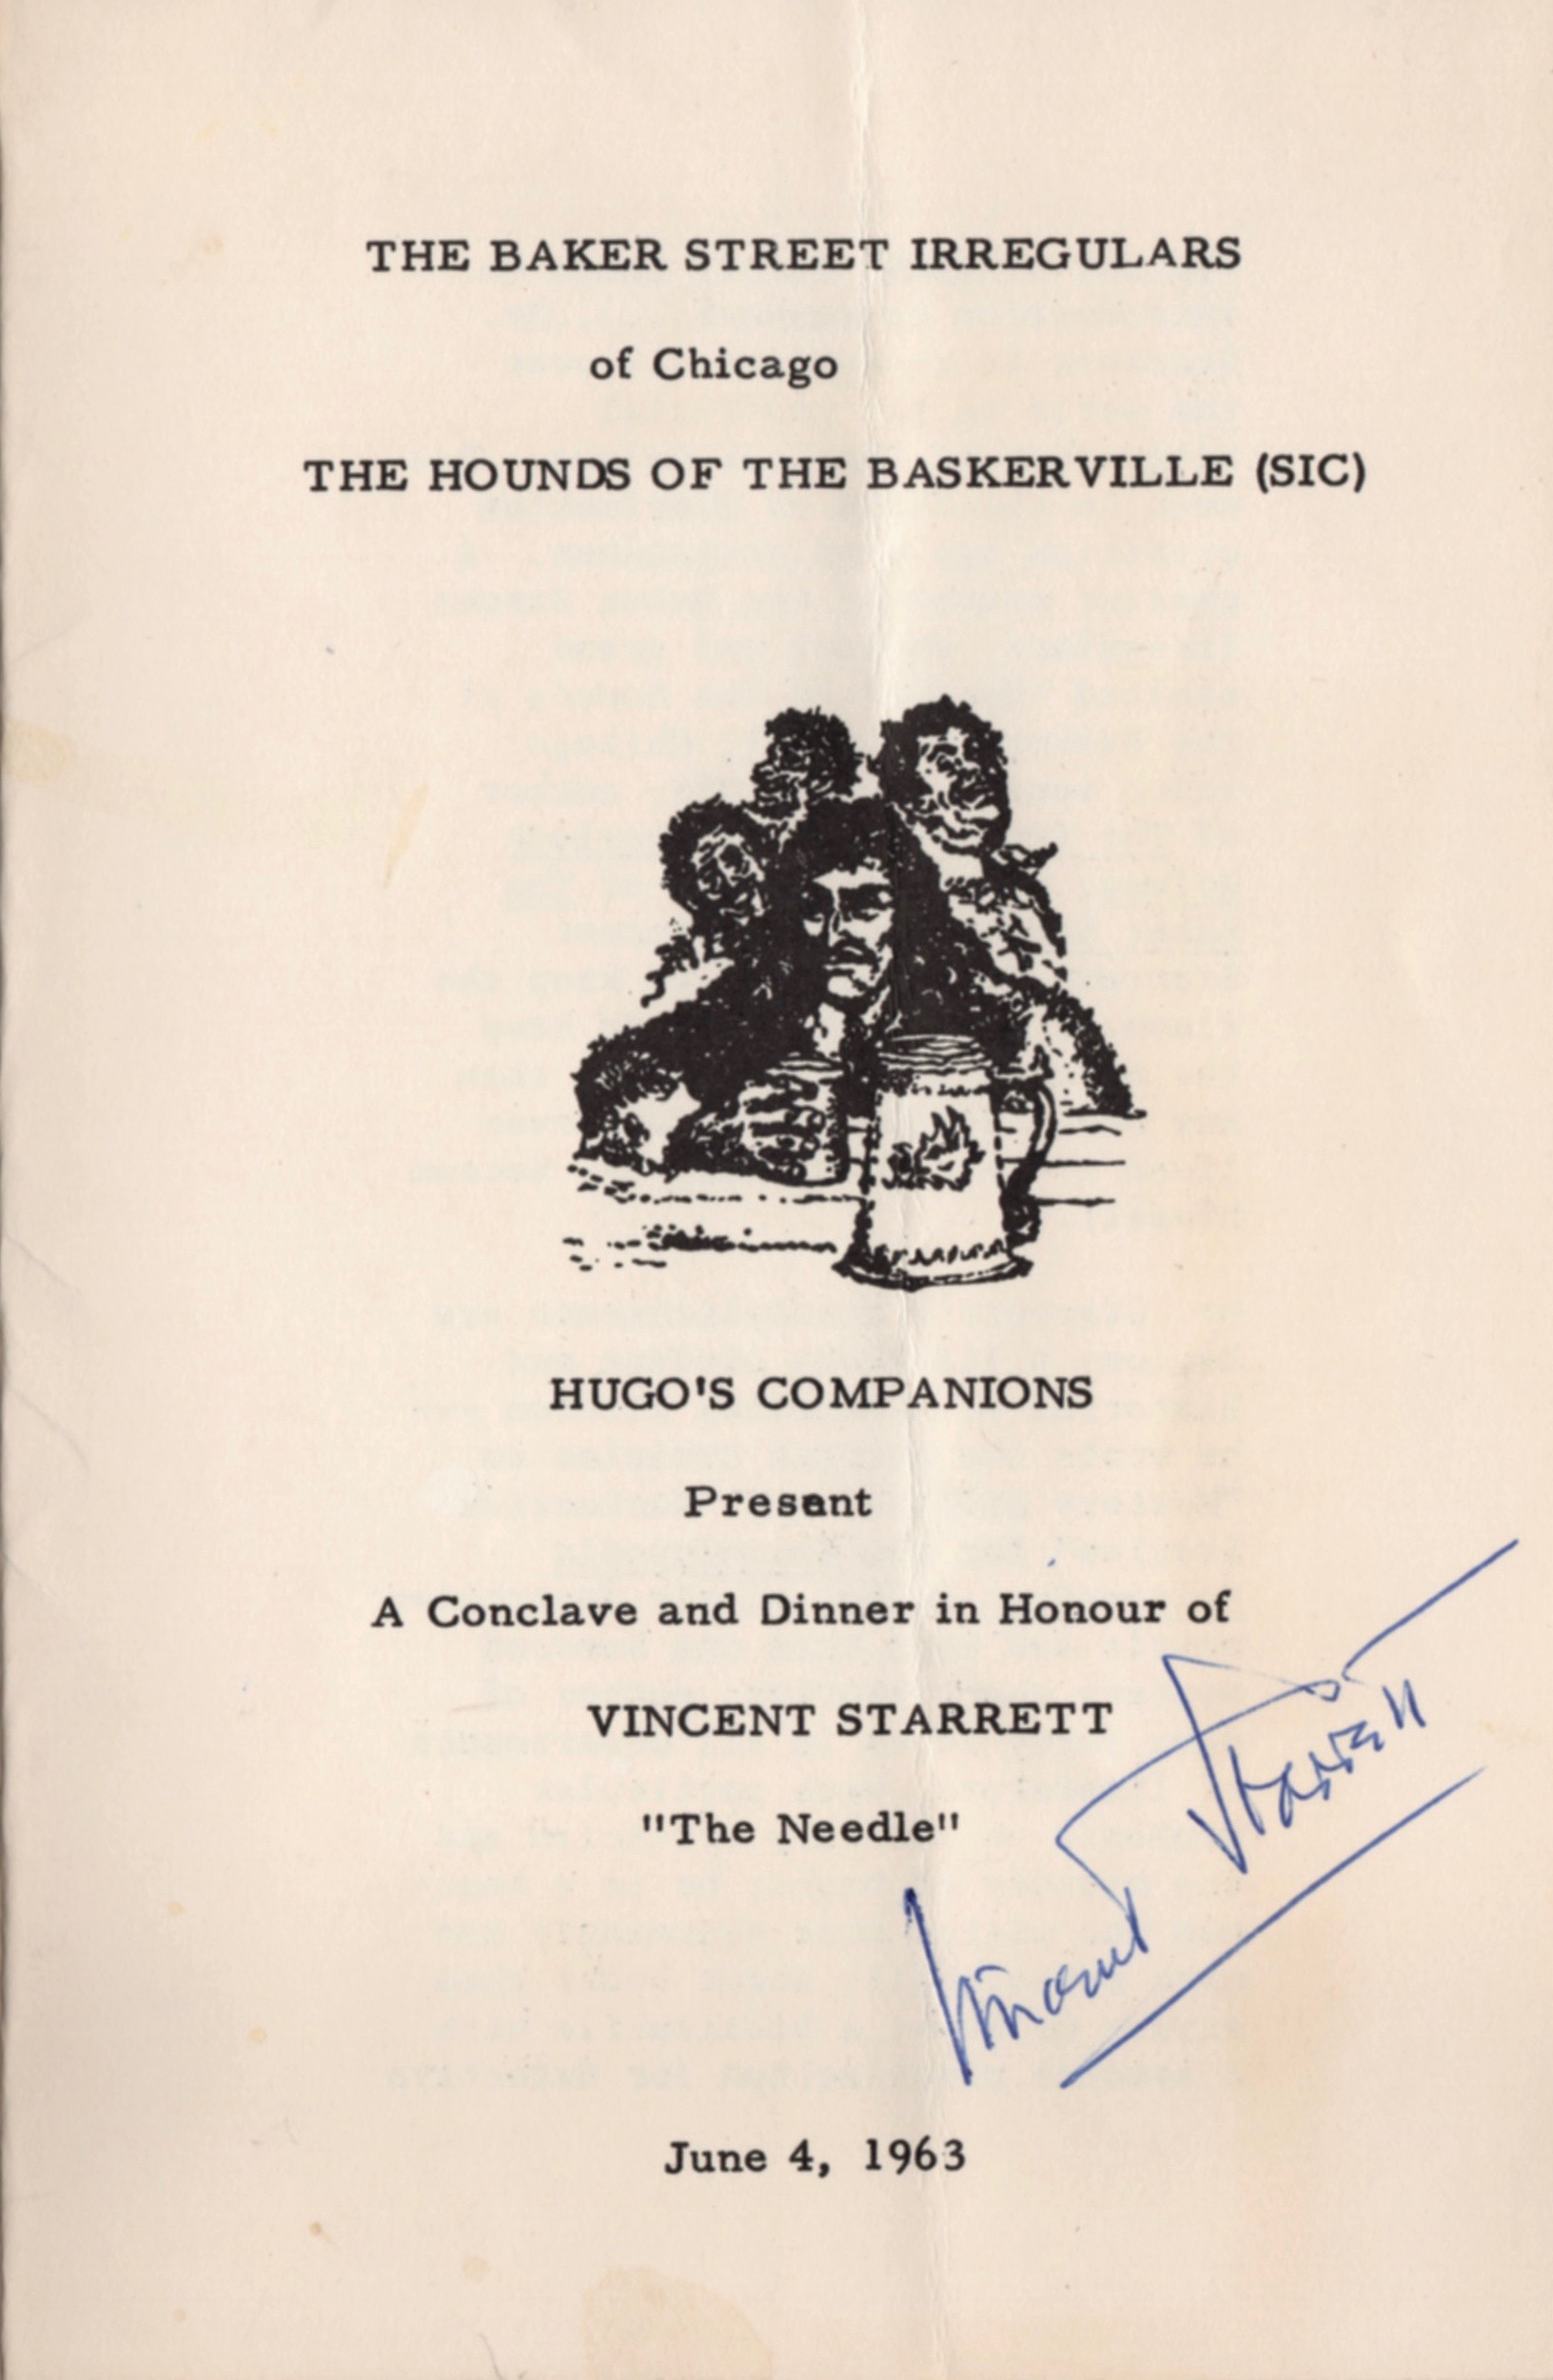 THE BAKER STREET IRREGULARS
of Chicago
THE HOUNDS OF THE BASKERVILLE (SIC)
HUGO'S COMPANIONS
Present
A Conclave and Dinner in Honour of
VINCENT STARRETT
"The Needle"
Vincent Starrett
June 4, 1963